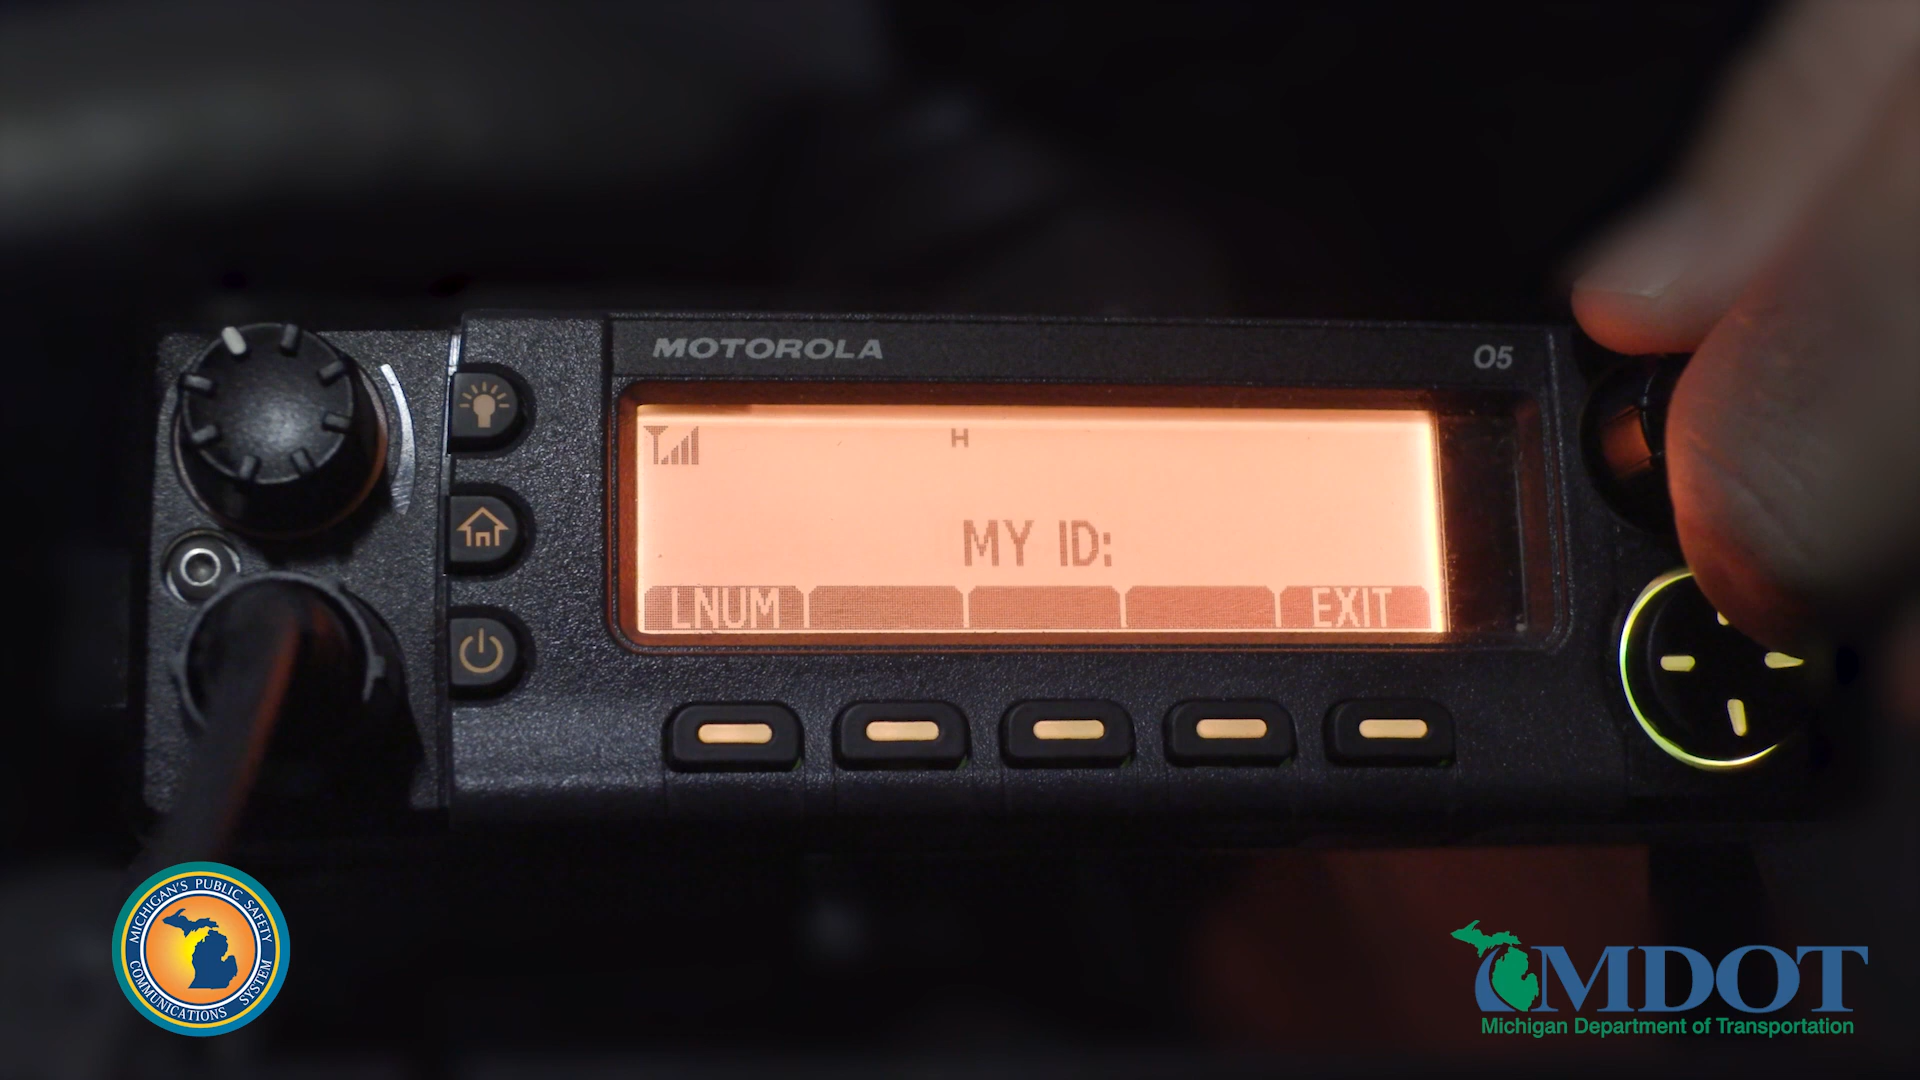 MOTOROLA
O5
H
MY ID:
LNUM
EXIT
MICHIGAN'S PUBLIC SAFETY
COMMUNICATIONS SYSTEM
MDOT
Michigan Department of Transportation